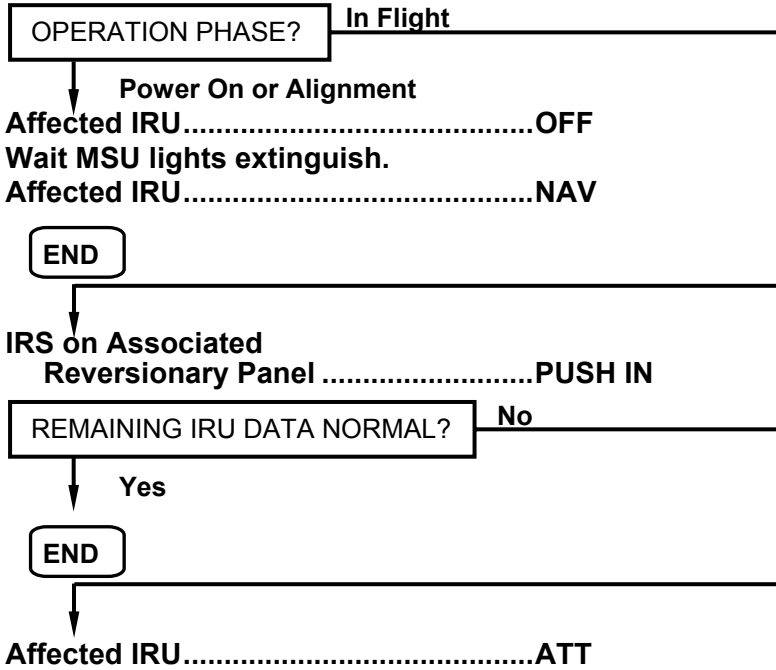 OPERATION PHASE?
In Flight
Power On or Alignment
Affected IRU...........................................OFF
Wait MSU lights extinguish.
Affected IRU...........................................NAV
END
IRS on Associated
Reversionary Panel ..........................PUSH IN
REMAINING IRU DATA NORMAL?
No
Yes
END
Affected IRU...........................................ATT